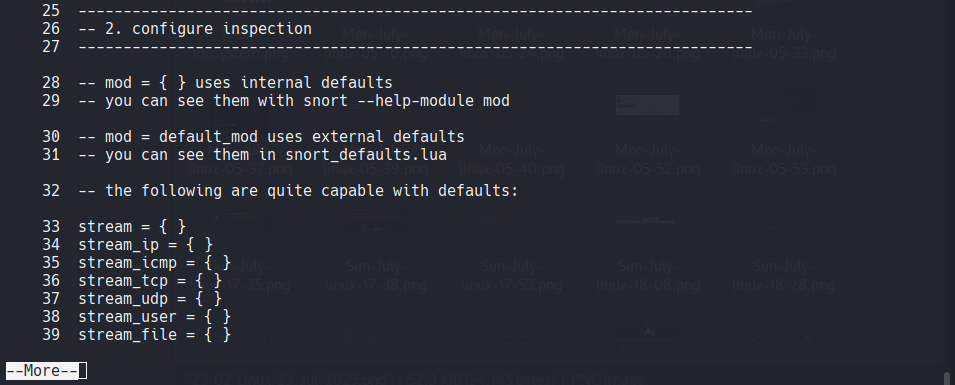 25  ---------------------------------------------------------------------------
26  -- 2. configure inspection
27  ---------------------------------------------------------------------------
28  -- mod = { } uses internal defaults
29  -- you can see them with snort --help-module mod
30  -- mod = default_mod uses external defaults
31  -- you can see them in snort_defaults.lua
32  -- the following are quite capable with defaults:
33  stream = { }
34  stream_ip = { }
35  stream_icmp = { }
36  stream_tcp = { }
37  stream_udp = { }
38  stream_user = { }
39  stream_file = { }
--More--